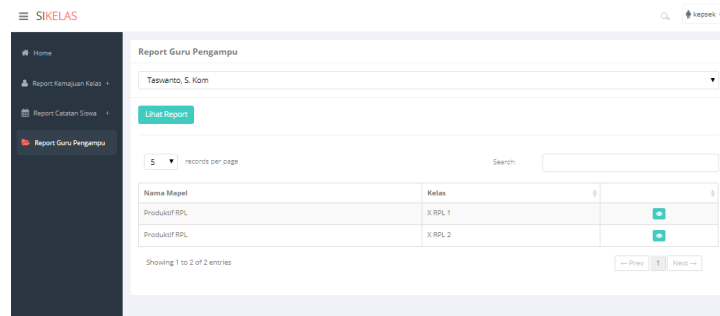 SIKELAS
kepsek
Home
Report Kemajuan Kelas +
Report Catatan Siswa +
Report Guru Pengampu
Report Guru Pengampu
Taswanto, S. Kom
Lihat Report
5 records per page
Search:
Nama Mapel Kelas
Produktif RPL X RPL 1
Produktif RPL X RPL 2
Showing 1 to 2 of 2 entries
← Prev 1 Next →